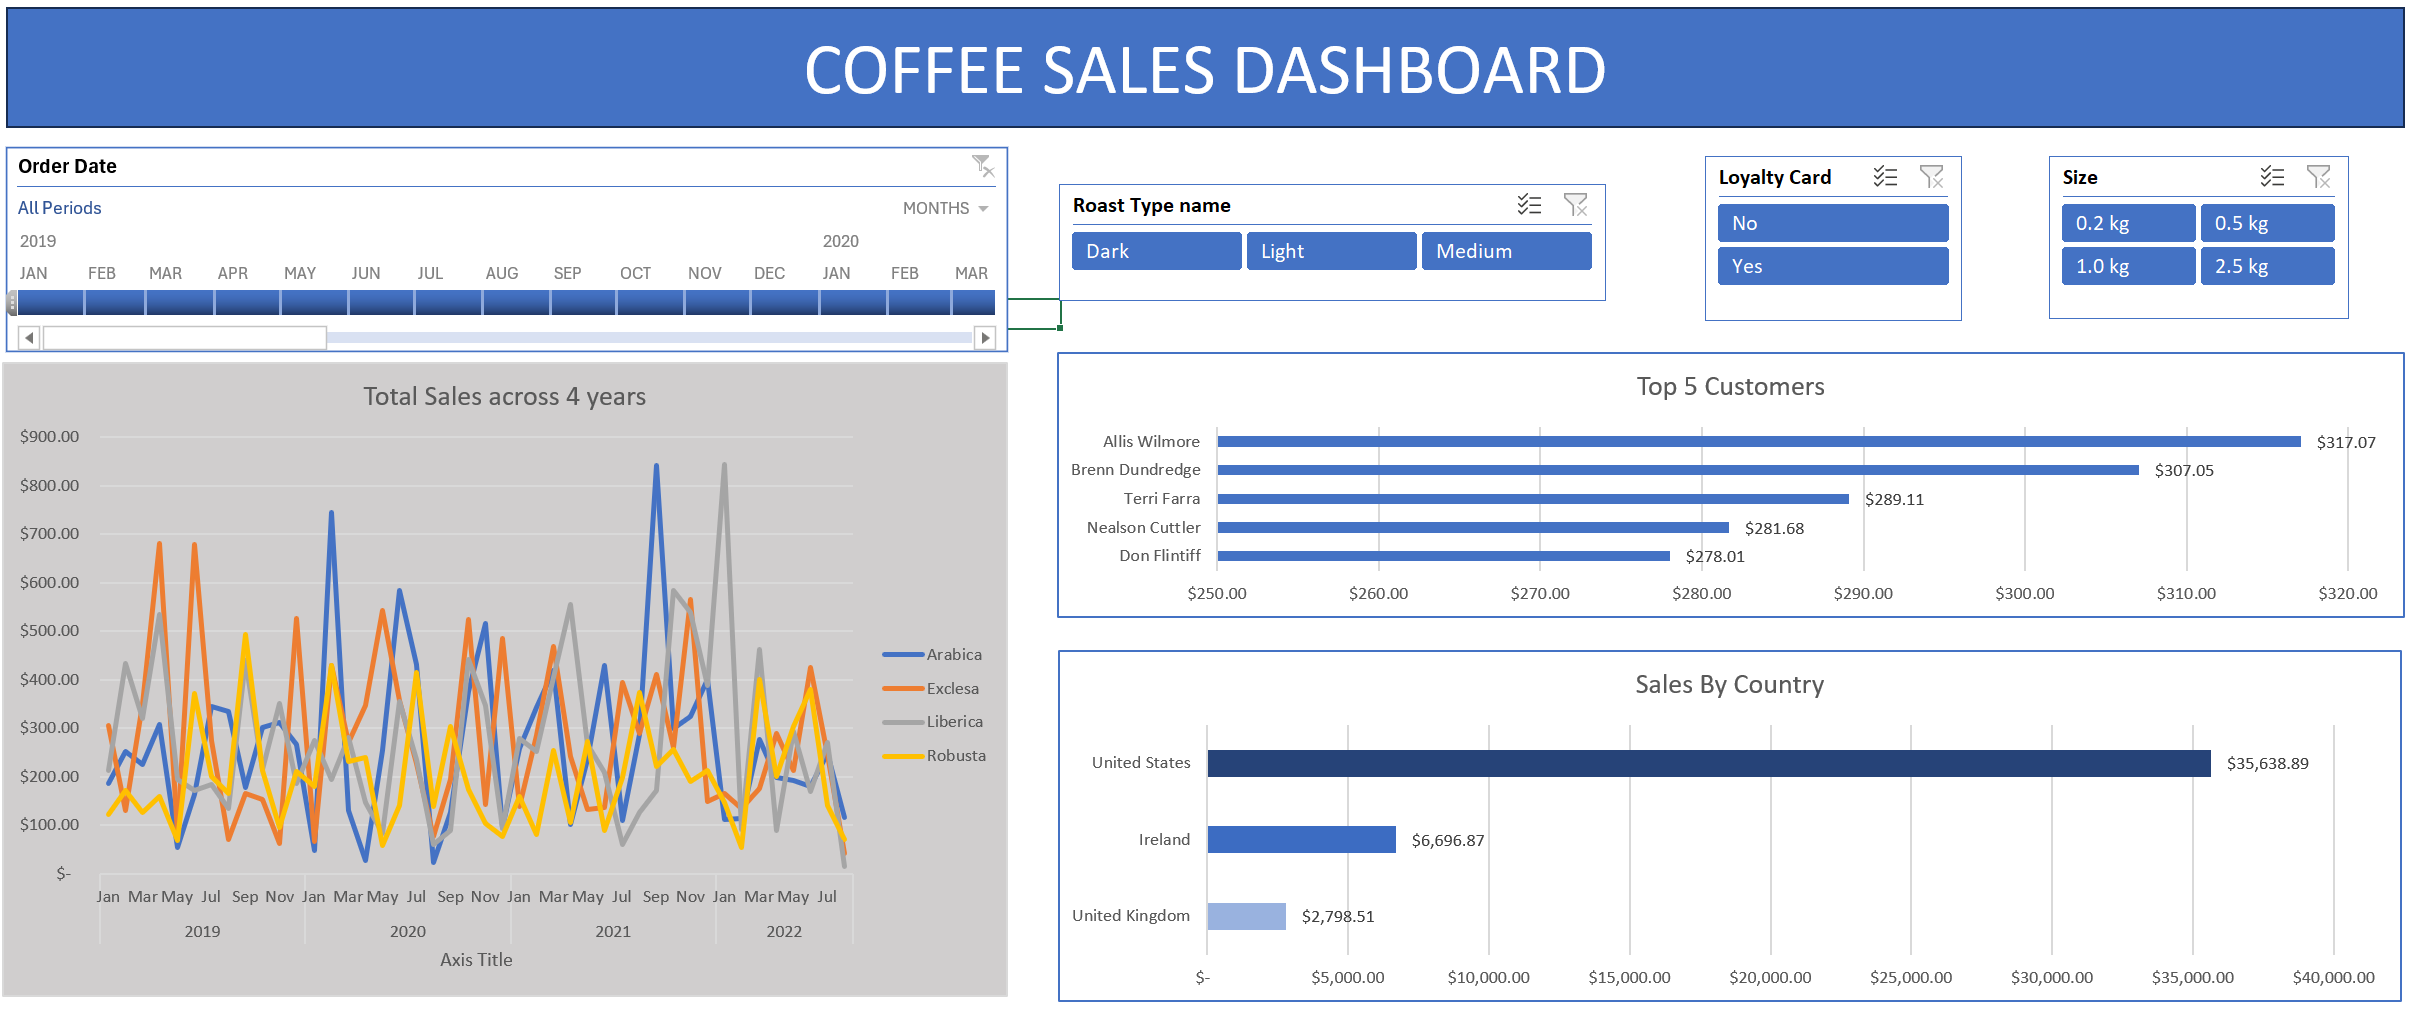 COFFEE SALES DASHBOARD
Order Date
All Periods
MONTHS
2019 2020
JAN FEB MAR APR MAY JUN JUL AUG SEP OCT NOV DEC JAN FEB MAR
Roast Type name
Dark Light Medium
Loyalty Card
No
Yes
Size
0.2 kg 0.5 kg
1.0 kg 2.5 kg
Total Sales across 4 years
$900.00
$800.00
$700.00
$600.00
$500.00
$400.00
$300.00
$200.00
$100.00
$-
Jan Mar May Jul Sep Nov Jan Mar May Jul Sep Nov Jan Mar May Jul Sep Nov Jan Mar May Jul
2019 2020 2021 2022
Axis Title
Arabica
Exclesa
Liberica
Robusta
Top 5 Customers
Allis Wilmore $317.07
Brenn Dundredge $307.05
Terri Farra $289.11
Nealson Cuttler $281.68
Don Flintiff $278.01
$250.00 $260.00 $270.00 $280.00 $290.00 $300.00 $310.00 $320.00
Sales By Country
United States $35,638.89
Ireland $6,696.87
United Kingdom $2,798.51
$- $5,000.00 $10,000.00 $15,000.00 $20,000.00 $25,000.00 $30,000.00 $35,000.00 $40,000.00